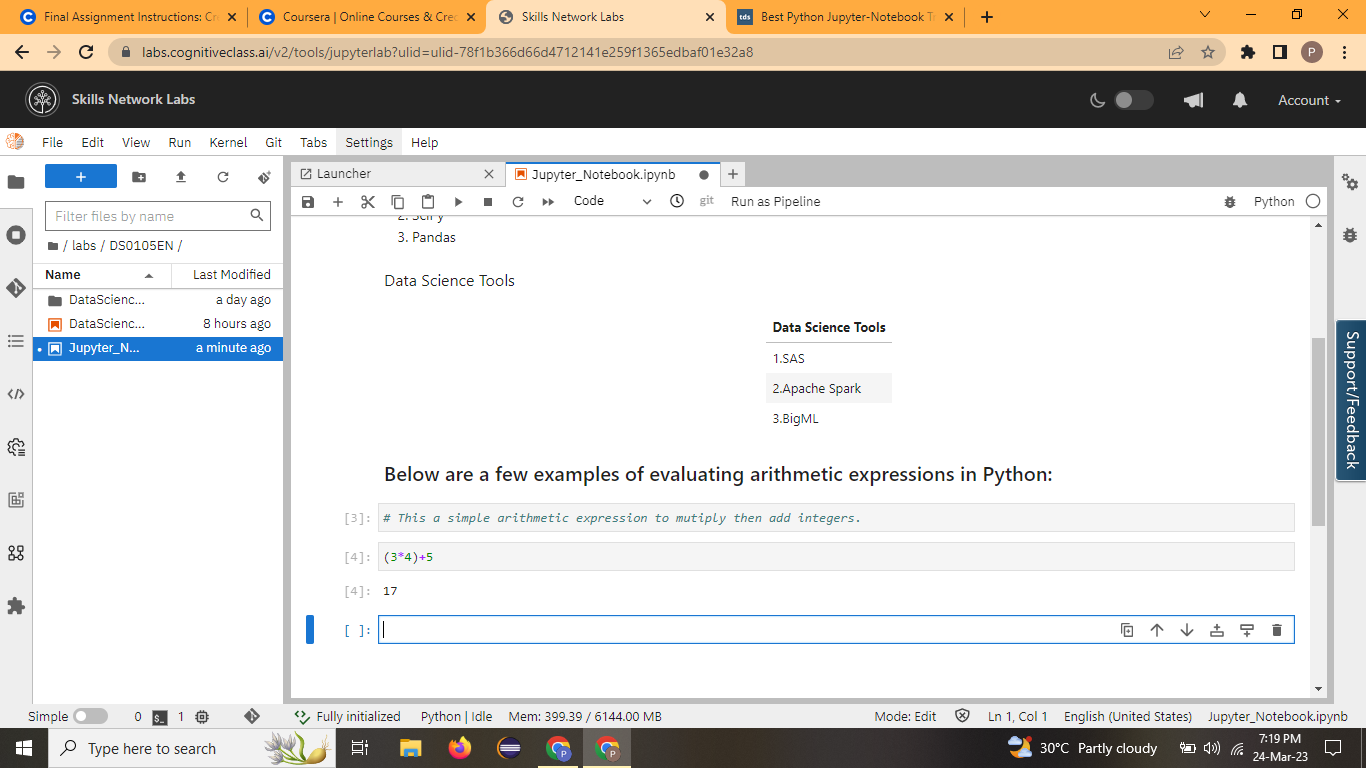 Final Assignment Instructions: Cr
Coursera | Online Courses & Cred
Skills Network Labs
tds Best Python Jupyter-Notebook T
labs.cognitiveclass.ai/v2/tools/jupyterlab?ulid=ulid-78f1b366d66d4712141e259f1365edbaf01e32a8
P
Skills Network Labs
Account
File Edit View Run Kernel Git Tabs Settings Help
Launcher
Jupyter_Notebook.ipynb
Code
git
Run as Pipeline
Python
Filter files by name
/ labs / DS0105EN /
Name Last Modified
DataScienc... a day ago
DataScienc... 8 hours ago
Jupyter_N... a minute ago
2. SciPy
3. Pandas
Data Science Tools
Data Science Tools
1.SAS
2.Apache Spark
3.BigML
Below are a few examples of evaluating arithmetic expressions in Python:
[3]: # This a simple arithmetic expression to mutiply then add integers.
[4]: (3*4)+5
[4]: 17
[ ]:
Support/Feedback
Simple 0 1 Fully initialized Python | Idle Mem: 399.39 / 6144.00 MB Mode: Edit Ln 1, Col 1 English (United States) Jupyter_Notebook.ipynb
Type here to search
30°C Partly cloudy
7:19 PM
24-Mar-23